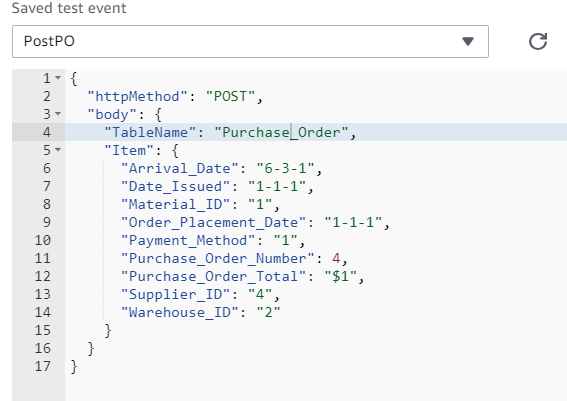 Saved test event
PostPO
1 {
2 "httpMethod": "POST",
3 "body": {
4 "TableName": "Purchase_Order",
5 "Item": {
6 "Arrival_Date": "6-3-1",
7 "Date_Issued": "1-1-1",
8 "Material_ID": "1",
9 "Order_Placement_Date": "1-1-1",
10 "Payment_Method": "1",
11 "Purchase_Order_Number": 4,
12 "Purchase_Order_Total": "$1",
13 "Supplier_ID": "4",
14 "Warehouse_ID": "2"
15 }
16 }
17 }